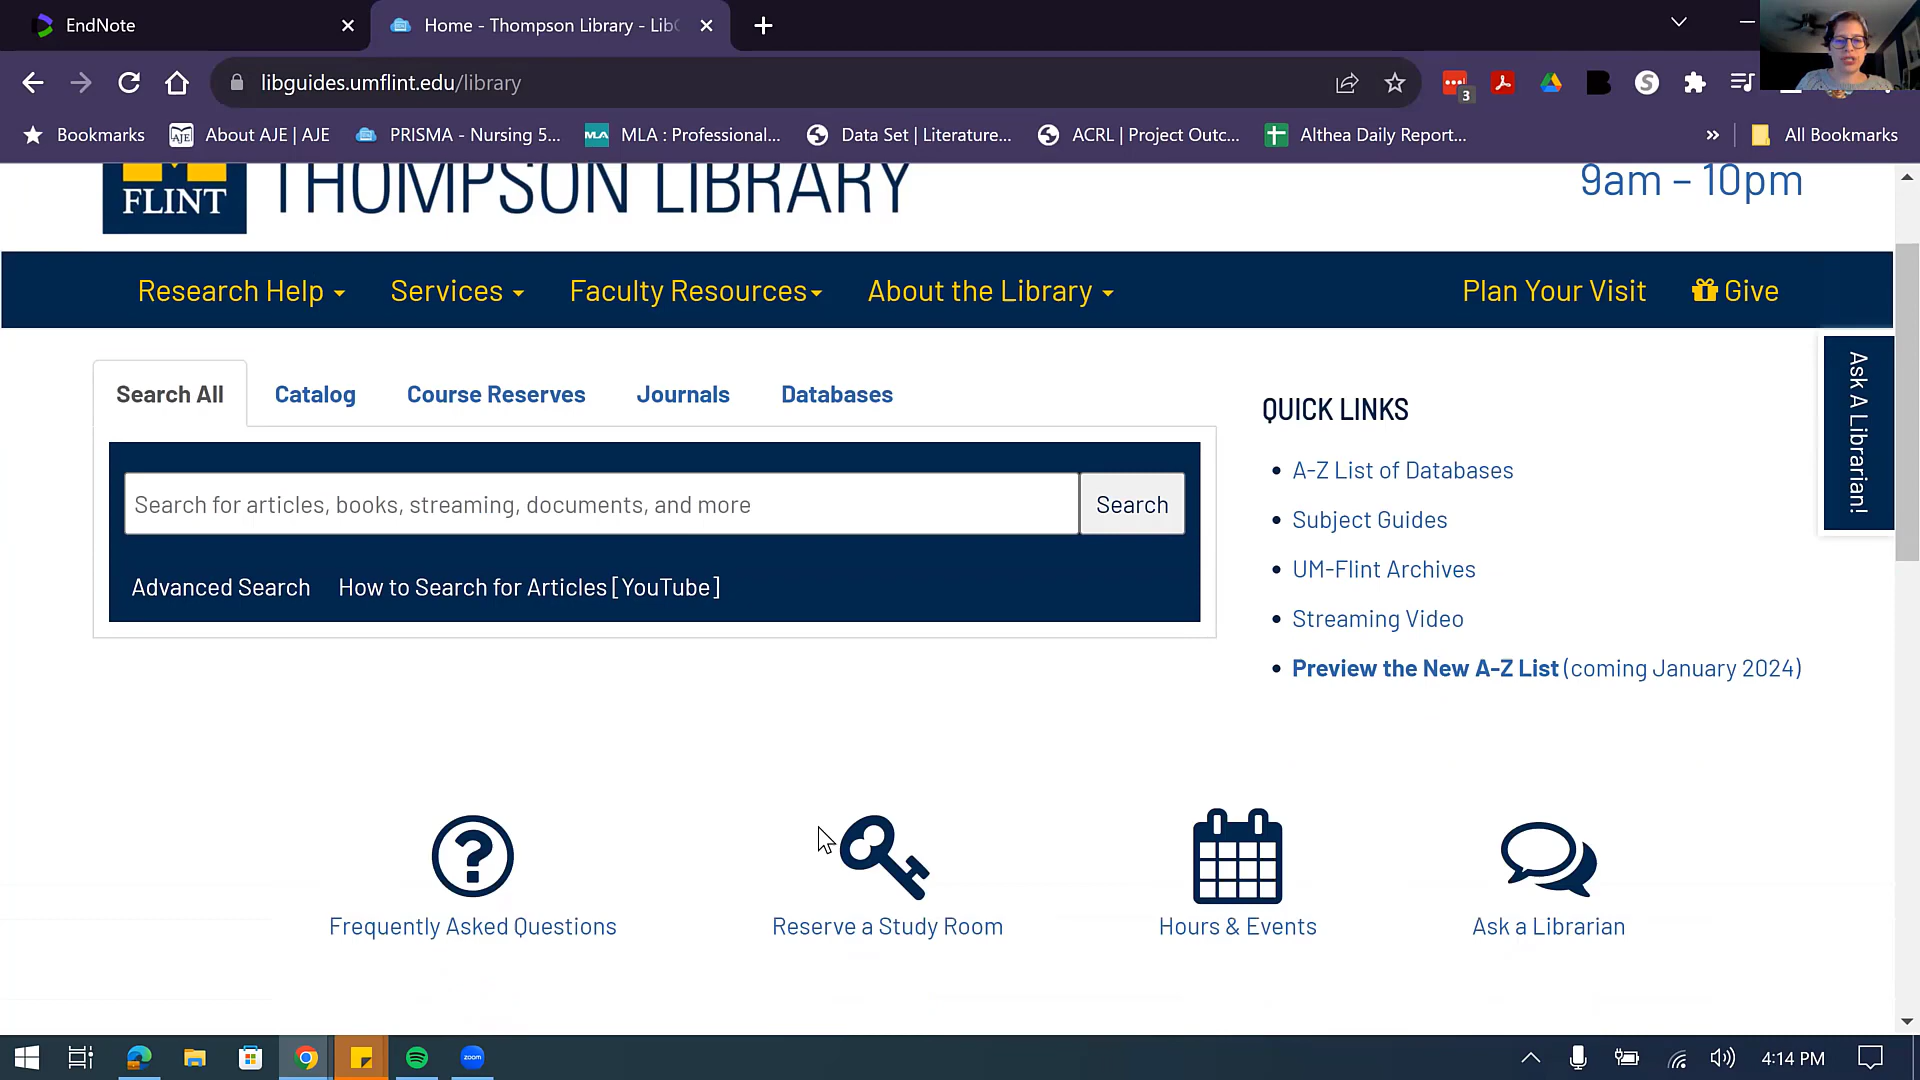 EndNote
Home - Thompson Library - Lib
libguides.umflint.edu/library
3
Bookmarks
About AJE | AJE
PRISMA - Nursing 5...
MLA : Professional...
Data Set | Literature...
ACRL | Project Outc...
Althea Daily Report...
All Bookmarks
FLINT
THOMPSON LIBRARY
9am – 10pm
Research Help
Services
Faculty Resources
About the Library
Plan Your Visit
Give
Search All
Catalog
Course Reserves
Journals
Databases
Search for articles, books, streaming, documents, and more
Search
Advanced Search
How to Search for Articles [YouTube]
QUICK LINKS
A-Z List of Databases
Subject Guides
UM-Flint Archives
Streaming Video
Preview the New A-Z List (coming January 2024)
Ask A Librarian!
Frequently Asked Questions
Reserve a Study Room
Hours & Events
Ask a Librarian
zoom
4:14 PM